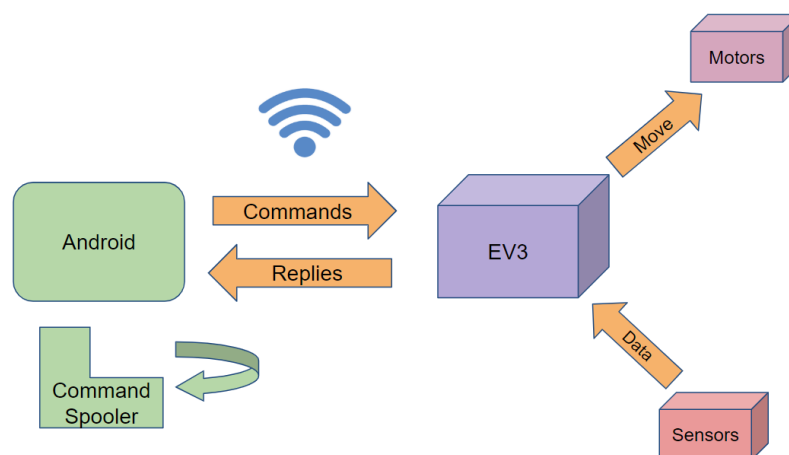 Motors
Move
Commands
Android
EV3
Replies
Data
Command
Spooler
Sensors